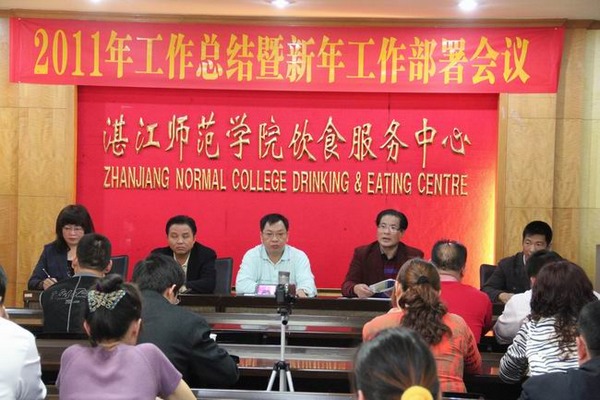 2011年工作总结暨新年工作部署会议
湛江师范学院饮食服务中心
ZHANJIANG NORMAL COLLEGE DRINKING & EATING CENTRE